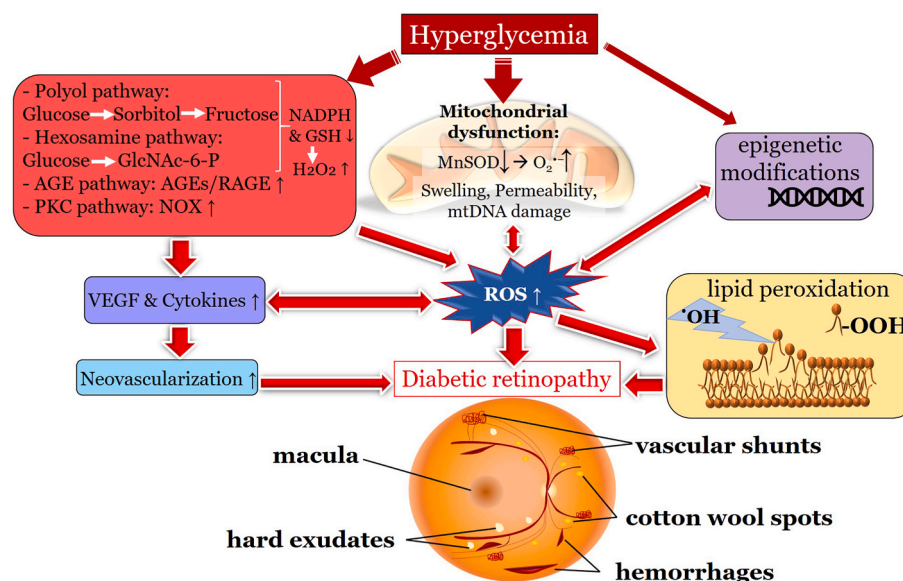 Hyperglycemia
- Polyol pathway:
Glucose→Sorbitol→Fructose
- Hexosamine pathway:
Glucose→GlcNAc-6-P
- AGE pathway: AGEs/RAGE ↑
- PKC pathway: NOX ↑
NADPH
& GSH ↓
H₂O₂ ↑
Mitochondrial
dysfunction:
MnSOD↓ → O₂•⁻↑
Swelling, Permeability,
mtDNA damage
epigenetic
modifications
VEGF & Cytokines ↑
ROS ↑
lipid peroxidation
•OH
-OOH
Neovascularization ↑
Diabetic retinopathy
vascular shunts
macula
cotton wool spots
hard exudates
hemorrhages